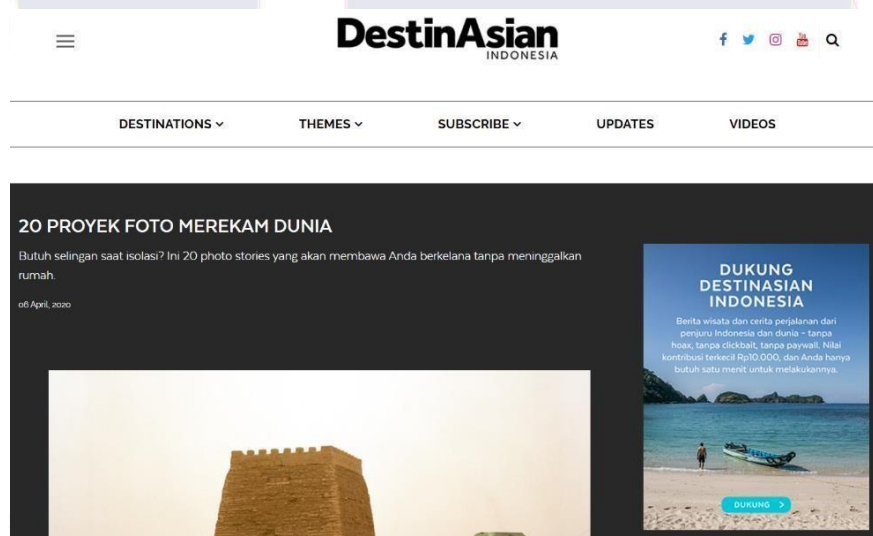 DestinAsian
INDONESIA
DESTINATIONS
THEMES
SUBSCRIBE
UPDATES
VIDEOS
20 PROYEK FOTO MEREKAM DUNIA
Butuh selingan saat isolasi? Ini 20 photo stories yang akan membawa Anda berkelana tanpa meninggalkan
rumah.
06 April, 2020
DUKUNG
DESTINASIAN
INDONESIA
Berita wisata dan cerita perjalanan dari
penjuru Indonesia dan dunia – tanpa
hoax, tanpa clickbait, tanpa paywall. Nilai
kontribusi terkecil Rp10.000, dan Anda hanya
butuh satu menit untuk melakukannya.
DUKUNG >